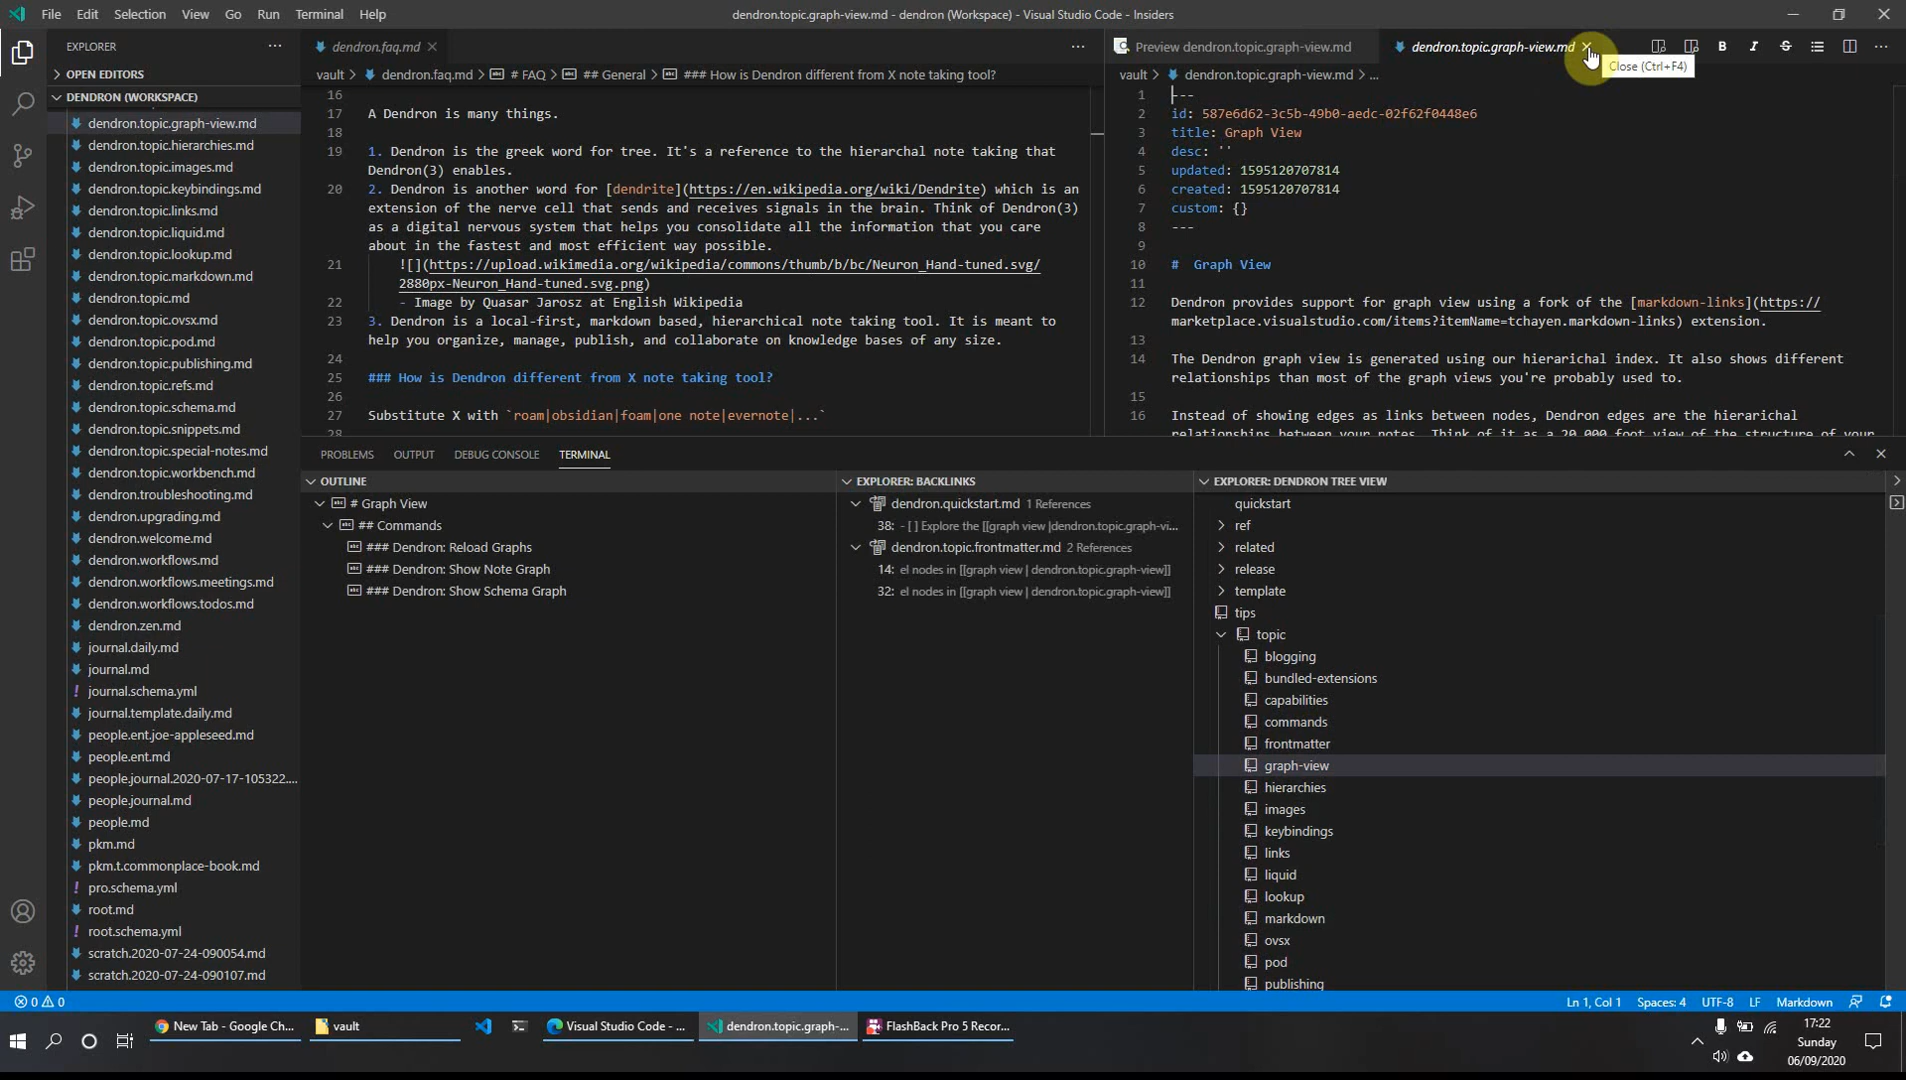 File Edit Selection View Go Run Terminal Help
dendron.topic.graph-view.md - dendron (Workspace) - Visual Studio Code - Insiders
EXPLORER
OPEN EDITORS
DENDRON (WORKSPACE)
dendron.topic.graph-view.md
dendron.topic.hierarchies.md
dendron.topic.images.md
dendron.topic.keybindings.md
dendron.topic.links.md
dendron.topic.liquid.md
dendron.topic.lookup.md
dendron.topic.markdown.md
dendron.topic.md
dendron.topic.ovsx.md
dendron.topic.pod.md
dendron.topic.publishing.md
dendron.topic.refs.md
dendron.topic.schema.md
dendron.topic.snippets.md
dendron.topic.special-notes.md
dendron.topic.workbench.md
dendron.troubleshooting.md
dendron.upgrading.md
dendron.welcome.md
dendron.workflows.md
dendron.workflows.meetings.md
dendron.workflows.todos.md
dendron.zen.md
journal.daily.md
journal.md
journal.schema.yml
journal.template.daily.md
people.ent.joe-appleseed.md
people.ent.md
people.journal.2020-07-17-105322....
people.journal.md
people.md
pkm.md
pkm.t.commonplace-book.md
pro.schema.yml
root.md
root.schema.yml
scratch.2020-07-24-090054.md
scratch.2020-07-24-090107.md
dendron.faq.md
vault > dendron.faq.md > # FAQ > ## General > ### How is Dendron different from X note taking tool?
16
17 A Dendron is many things.
18
19 1. Dendron is the greek word for tree. It's a reference to the hierarchal note taking that
Dendron(3) enables.
20 2. Dendron is another word for [dendrite](https://en.wikipedia.org/wiki/Dendrite) which is an
extension of the nerve cell that sends and receives signals in the brain. Think of Dendron(3)
as a digital nervous system that helps you consolidate all the information that you care
about in the fastest and most efficient way possible.
21 ![](https://upload.wikimedia.org/wikipedia/commons/thumb/b/bc/Neuron_Hand-tuned.svg/
2880px-Neuron_Hand-tuned.svg.png)
22 - Image by Quasar Jarosz at English Wikipedia
23 3. Dendron is a local-first, markdown based, hierarchical note taking tool. It is meant to
help you organize, manage, publish, and collaborate on knowledge bases of any size.
24
25 ### How is Dendron different from X note taking tool?
26
27 Substitute X with `roam|obsidian|foam|one note|evernote|...`
28
Preview dendron.topic.graph-view.md
dendron.topic.graph-view.md
Close (Ctrl+F4)
vault > dendron.topic.graph-view.md > ...
1 ---
2 id: 587e6d62-3c5b-49b0-aedc-02f62f0448e6
3 title: Graph View
4 desc: ''
5 updated: 1595120707814
6 created: 1595120707814
7 custom: {}
8 ---
9
10 # Graph View
11
12 Dendron provides support for graph view using a fork of the [markdown-links](https://
marketplace.visualstudio.com/items?itemName=tchayen.markdown-links) extension.
13
14 The Dendron graph view is generated using our hierarichal index. It also shows different
relationships than most of the graph views you're probably used to.
15
16 Instead of showing edges as links between nodes, Dendron edges are the hierarichal
relationships between your notes. Think of it as a 20,000 foot view of the structure of your
PROBLEMS OUTPUT DEBUG CONSOLE TERMINAL
OUTLINE
# Graph View
## Commands
### Dendron: Reload Graphs
### Dendron: Show Note Graph
### Dendron: Show Schema Graph
EXPLORER: BACKLINKS
dendron.quickstart.md 1 References
38: - [ ] Explore the [[graph view |dendron.topic.graph-vi...
dendron.topic.frontmatter.md 2 References
14: el nodes in [[graph view | dendron.topic.graph-view]]
32: el nodes in [[graph view | dendron.topic.graph-view]]
EXPLORER: DENDRON TREE VIEW
quickstart
ref
related
release
template
tips
topic
blogging
bundled-extensions
capabilities
commands
frontmatter
graph-view
hierarchies
images
keybindings
links
liquid
lookup
markdown
ovsx
pod
publishing
0 0
Ln 1, Col 1 Spaces: 4 UTF-8 LF Markdown
New Tab - Google Ch...
vault
Visual Studio Code - ...
dendron.topic.graph-...
FlashBack Pro 5 Recor...
17:22
Sunday
06/09/2020